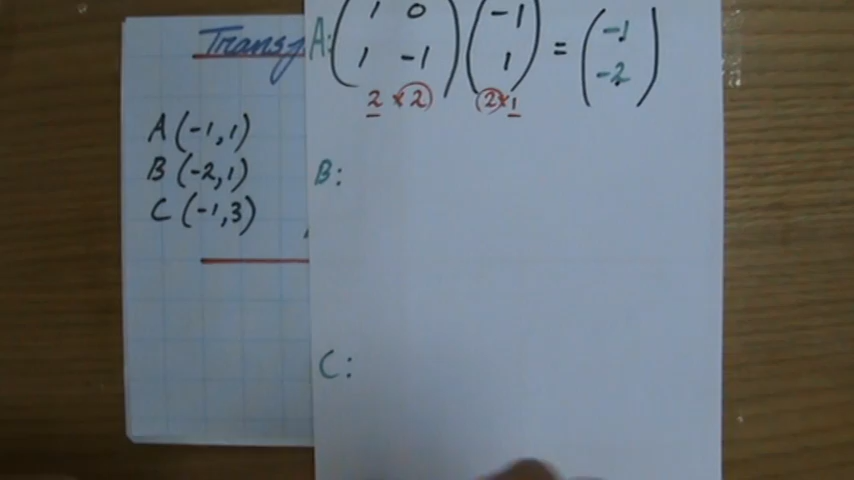 Transf
A (-1, 1)
B (-2, 1)
C (-1, 3)
A: ( 1 0 ) ( -1 ) = ( -1 )
( 1 -1 ) ( 1 ) ( -2 )
2 × 2 2 × 1
B:
C: